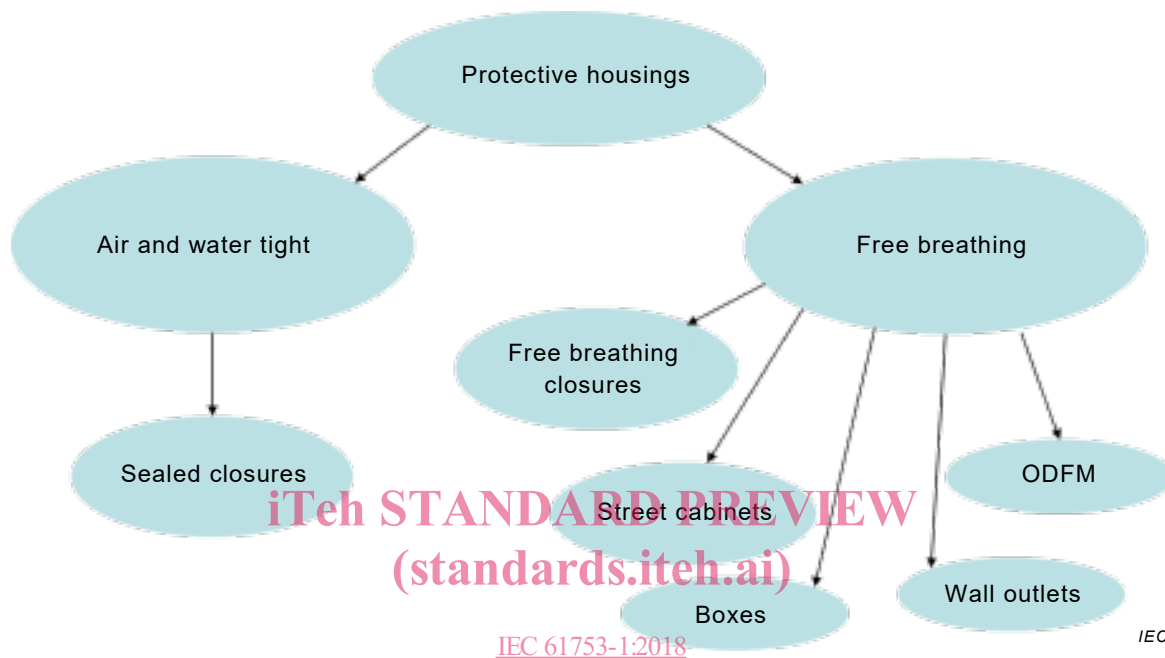 Protective housings
Air and water tight
Free breathing
Free breathing
closures
Sealed closures
ODFM
iTeh STANDARD PREVIEW
Street cabinets
(standards.iteh.ai)
Wall outlets
Boxes
IEC
IEC 61753-1:2018